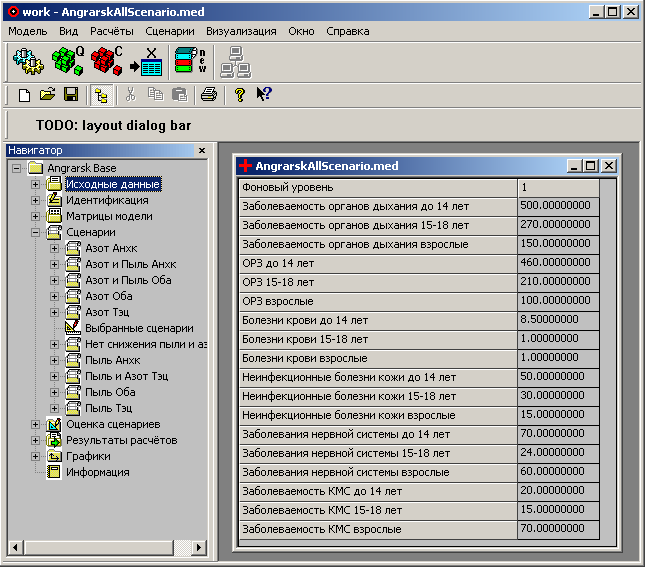 work - AngrarskAllScenario.med
Модель Вид Расчёты Сценарии Визуализация Окно Справка
Q C X new
TODO: layout dialog bar
Навигатор
Angrarsk Base
Исходные данные
Идентификация
Матрицы модели
Сценарии
Азот Анхк
Азот и Пыль Анхк
Азот и Пыль Оба
Азот Оба
Азот Тэц
Выбранные сценарии
Нет снижения пыли и аз
Пыль Анхк
Пыль и Азот Тэц
Пыль Оба
Пыль Тэц
Оценка сценариев
Результаты расчётов
Графики
Информация
AngrarskAllScenario.med
Фоновый уровень 1
Заболеваемость органов дыхания до 14 лет 500.00000000
Заболеваемость органов дыхания 15-18 лет 270.00000000
Заболеваемость органов дыхания взрослые 150.00000000
ОРЗ до 14 лет 460.00000000
ОРЗ 15-18 лет 210.00000000
ОРЗ взрослые 100.00000000
Болезни крови до 14 лет 8.50000000
Болезни крови 15-18 лет 1.00000000
Болезни крови взрослые 1.00000000
Неинфекционные болезни кожи до 14 лет 50.00000000
Неинфекционные болезни кожи 15-18 лет 30.00000000
Неинфекционные болезни кожи взрослые 15.00000000
Заболевания нервной системы до 14 лет 70.00000000
Заболевания нервной системы 15-18 лет 24.00000000
Заболевания нервной системы взрослые 60.00000000
Заболеваемость КМС до 14 лет 20.00000000
Заболеваемость КМС 15-18 лет 15.00000000
Заболеваемость КМС взрослые 70.00000000